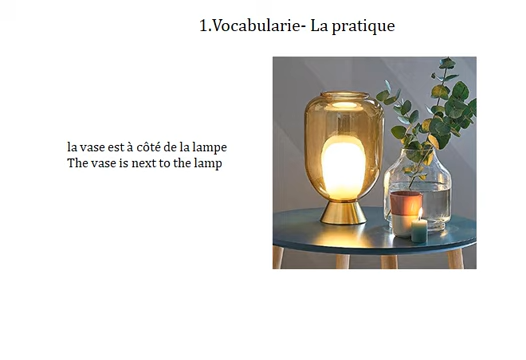 1.Vocabularie- La pratique
la vase est à côté de la lampe
The vase is next to the lamp